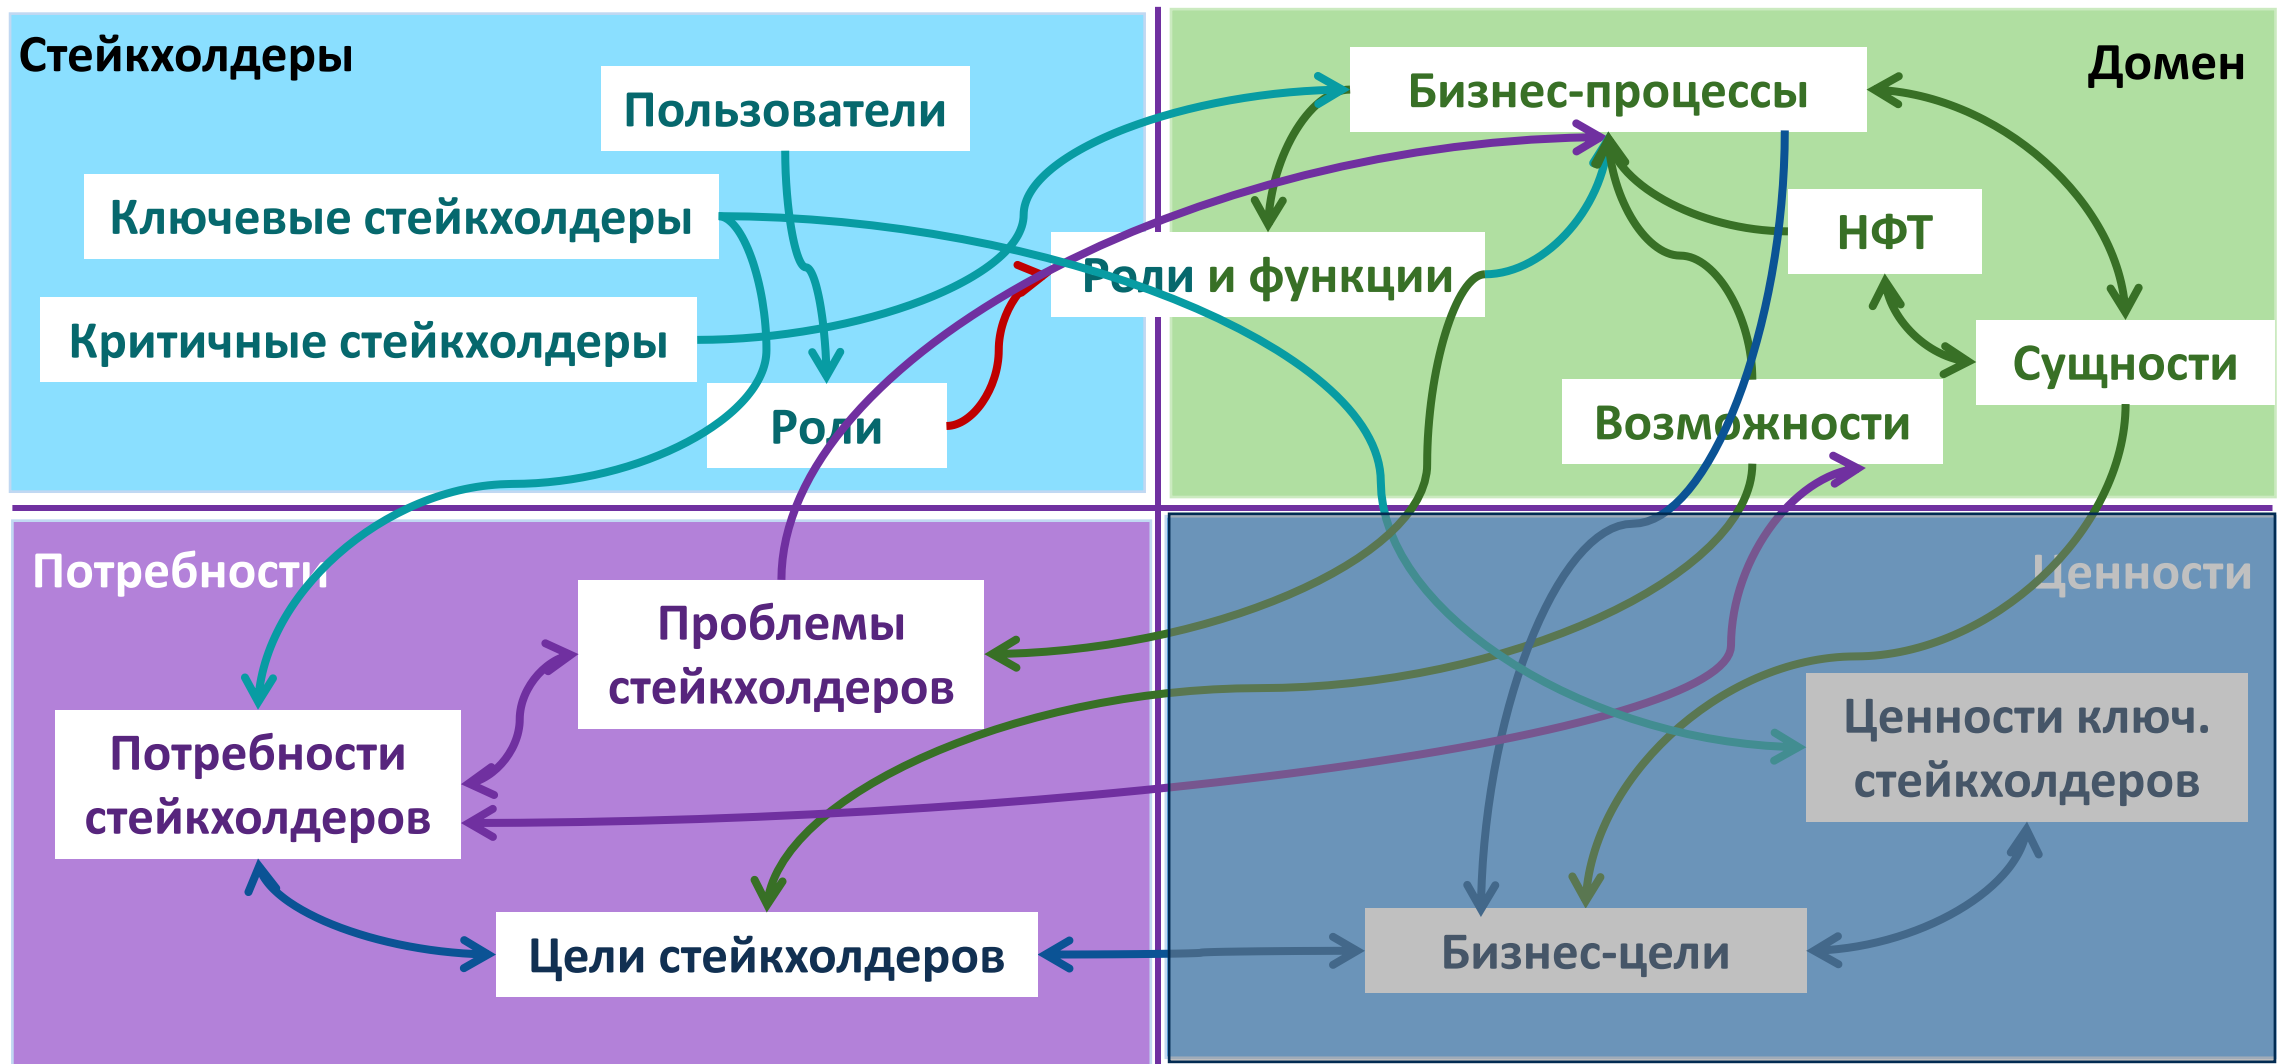 Стейкхолдеры
Пользователи
Ключевые стейкхолдеры
Критичные стейкхолдеры
Роли
Домен
Бизнес-процессы
НФТ
Роли и функции
Сущности
Возможности
Потребности
Проблемы
стейкхолдеров
Потребности
стейкхолдеров
Цели стейкхолдеров
Ценности
Ценности ключ.
стейкхолдеров
Бизнес-цели